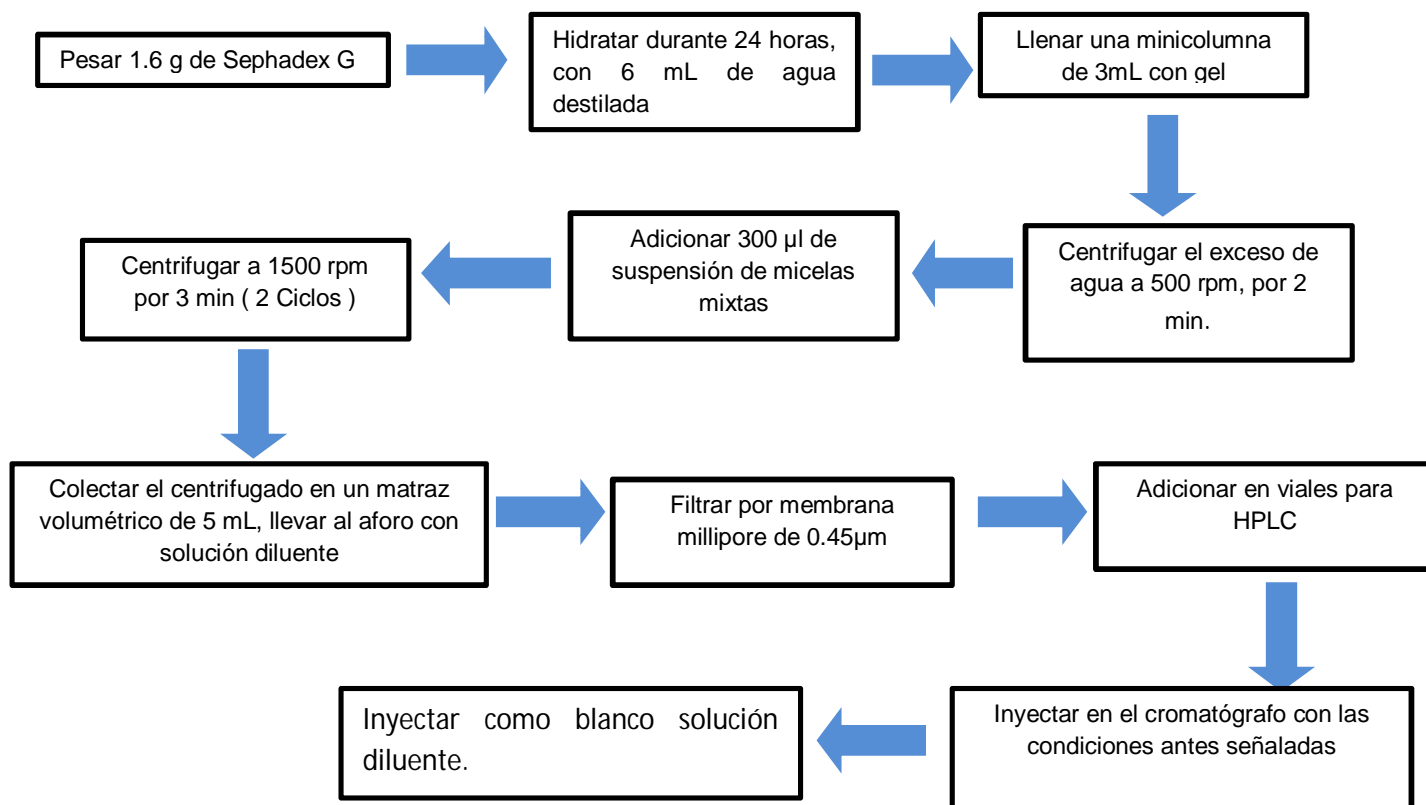 Pesar 1.6 g de Sephadex G
Hidratar durante 24 horas,
con 6 mL de agua
destilada
Llenar una minicolumna
de 3mL con gel
Centrifugar el exceso de
agua a 500 rpm, por 2
min.
Adicionar 300 µl de
suspensión de micelas
mixtas
Centrifugar a 1500 rpm
por 3 min ( 2 Ciclos )
Colectar el centrifugado en un matraz
volumétrico de 5 mL, llevar al aforo con
solución diluente
Filtrar por membrana
millipore de 0.45µm
Adicionar en viales para
HPLC
Inyectar en el cromatógrafo con las
condiciones antes señaladas
Inyectar como blanco solución
diluente.